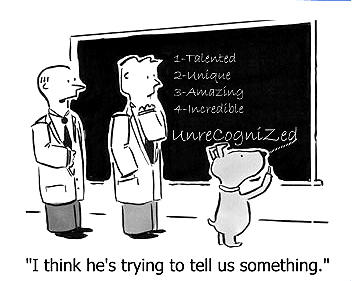 1-Talented
2-Unique
3-Amazing
4-Incredible
UnreCogniZed
"I think he's trying to tell us something."